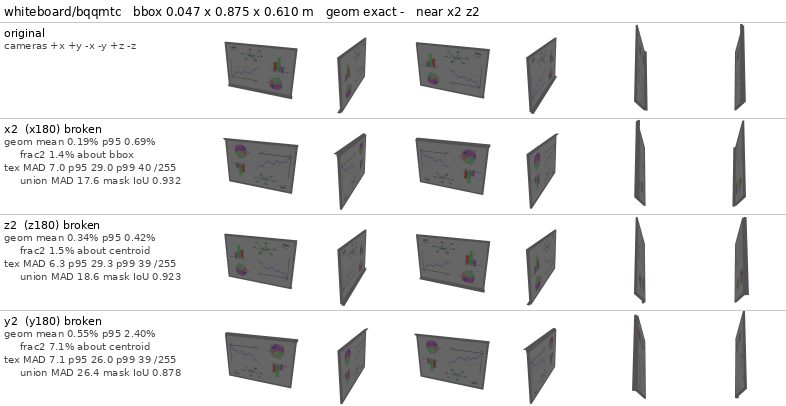 whiteboard/bqqmtc bbox 0.047 x 0.875 x 0.610 m geom exact - near x2 z2
original
cameras +x +y -x -y +z -z
x2 (x180) broken
geom mean 0.19% p95 0.69%
frac2 1.4% about bbox
tex MAD 7.0 p95 29.0 p99 40 /255
union MAD 17.6 mask IoU 0.932
z2 (z180) broken
geom mean 0.34% p95 0.42%
frac2 1.5% about centroid
tex MAD 6.3 p95 29.3 p99 39 /255
union MAD 18.6 mask IoU 0.923
y2 (y180) broken
geom mean 0.55% p95 2.40%
frac2 7.1% about centroid
tex MAD 7.1 p95 26.0 p99 39 /255
union MAD 26.4 mask IoU 0.878